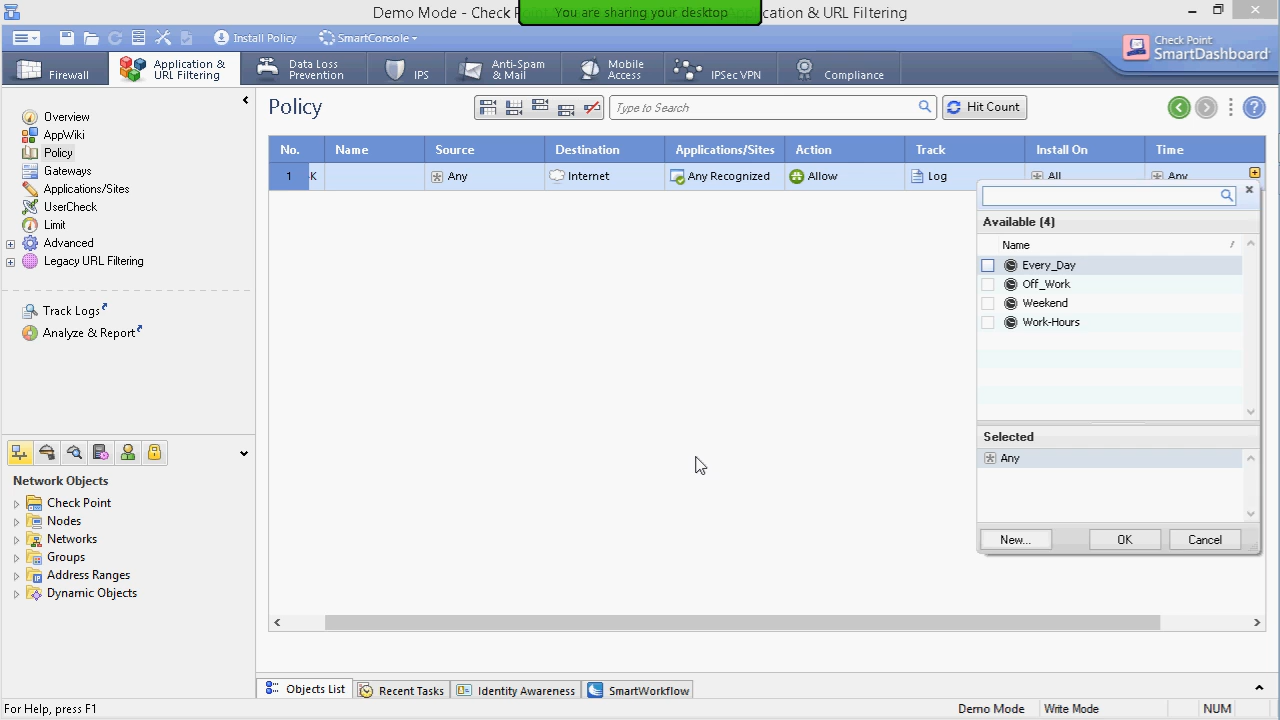 Demo Mode - Check P
You are sharing your desktop
pplication & URL Filtering
Install Policy
SmartConsole
Check Point
SmartDashboard
Firewall
Application &
URL Filtering
Data Loss
Prevention
IPS
Anti-Spam
& Mail
Mobile
Access
IPSec VPN
Compliance
Overview
AppWiki
Policy
Gateways
Applications/Sites
UserCheck
Limit
Advanced
Legacy URL Filtering
Track Logs
Analyze & Report
Network Objects
Check Point
Nodes
Networks
Groups
Address Ranges
Dynamic Objects
Policy
Type to Search
Hit Count
No. Name Source Destination Applications/Sites Action Track Install On Time
1 K Any Internet Any Recognized Allow Log All Any
Available (4)
Name
Every_Day
Off_Work
Weekend
Work-Hours
Selected
Any
New... OK Cancel
Objects List Recent Tasks Identity Awareness SmartWorkflow
For Help, press F1
Demo Mode Write Mode NUM